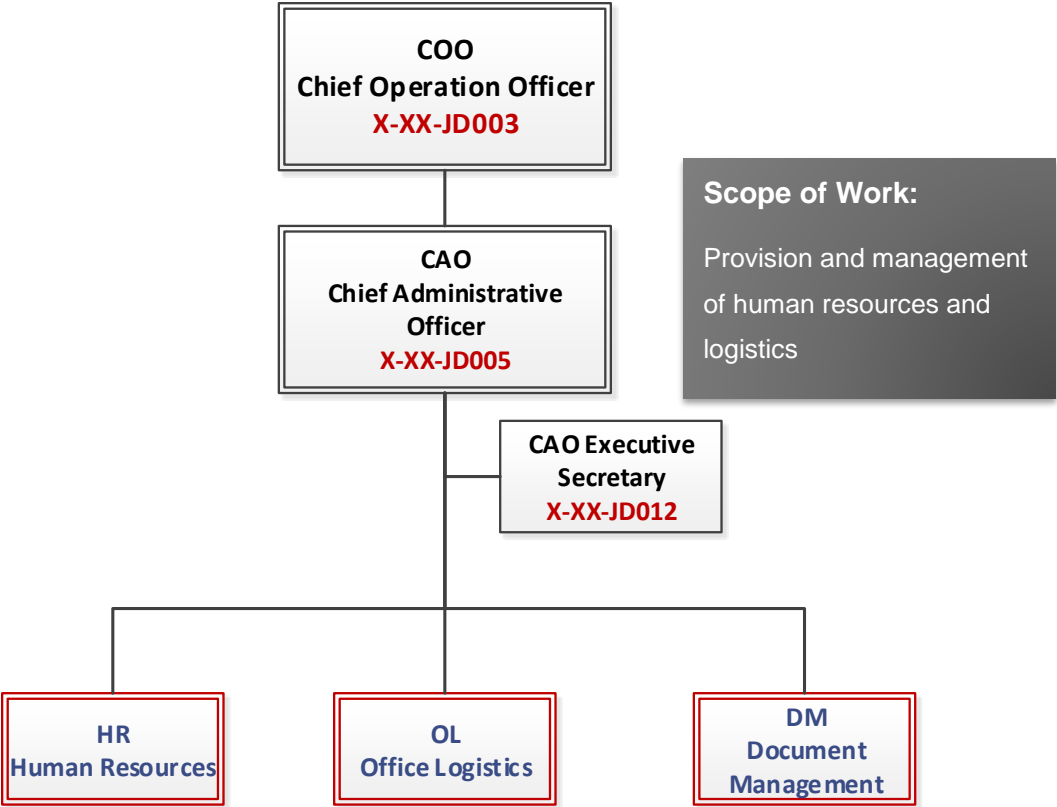 COO
Chief Operation Officer
X-XX-JD003
Scope of Work:
Provision and management
of human resources and
logistics
CAO
Chief Administrative
Officer
X-XX-JD005
CAO Executive
Secretary
X-XX-JD012
HR
Human Resources
OL
Office Logistics
DM
Document
Management